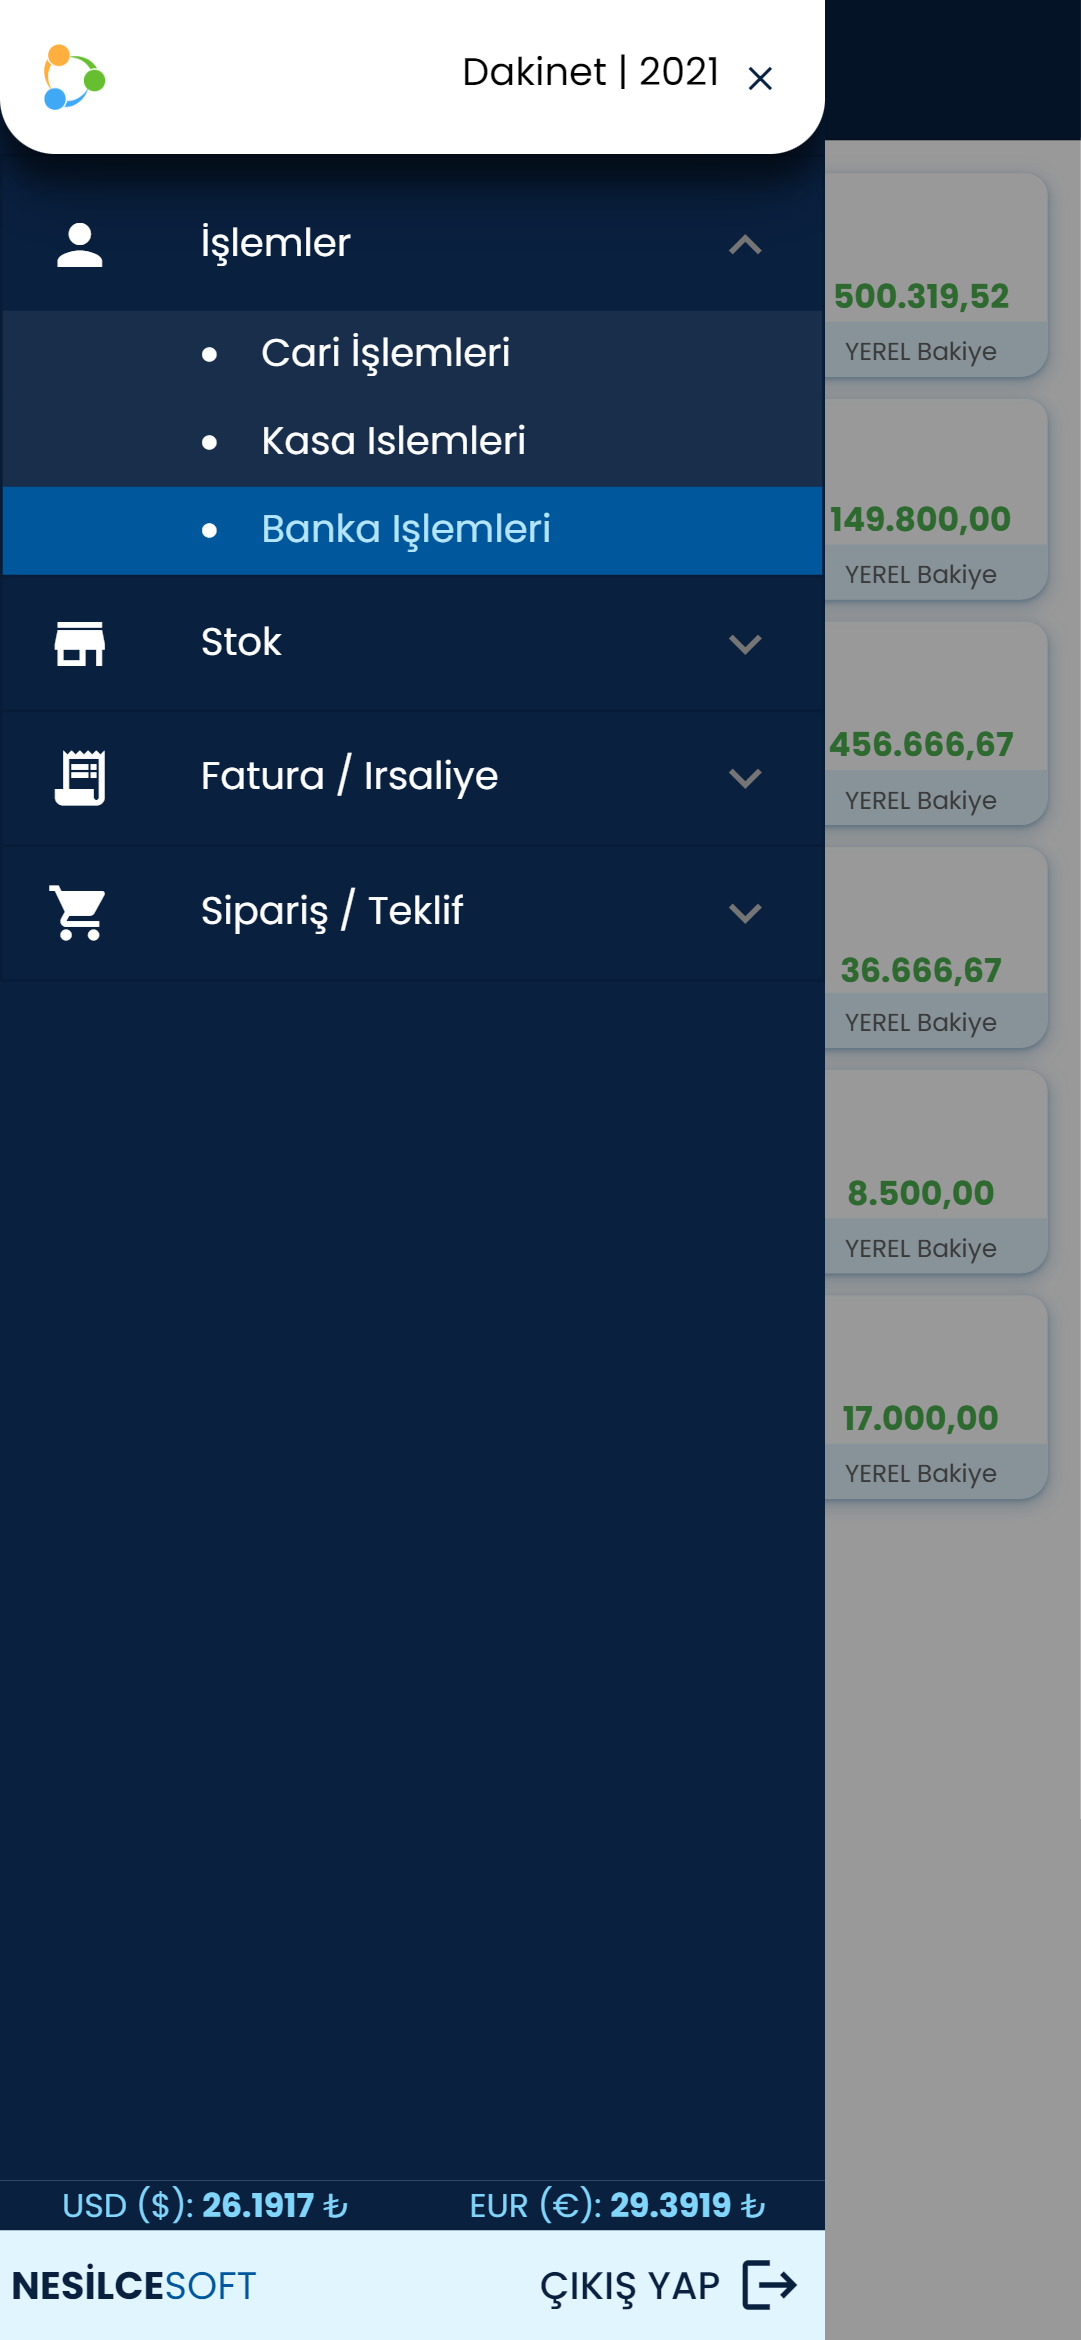 Dakinet | 2021
İşlemler
500.319,52
Cari İşlemleri
YEREL Bakiye
Kasa Islemleri
149.800,00
Banka Işlemleri
YEREL Bakiye
Stok
456.666,67
Fatura / Irsaliye
YEREL Bakiye
Sipariş / Teklif
36.666,67
YEREL Bakiye
8.500,00
YEREL Bakiye
17.000,00
YEREL Bakiye
USD ($): 26.1917 ₺ EUR (€): 29.3919 ₺
NESİLCESOFT ÇIKIŞ YAP